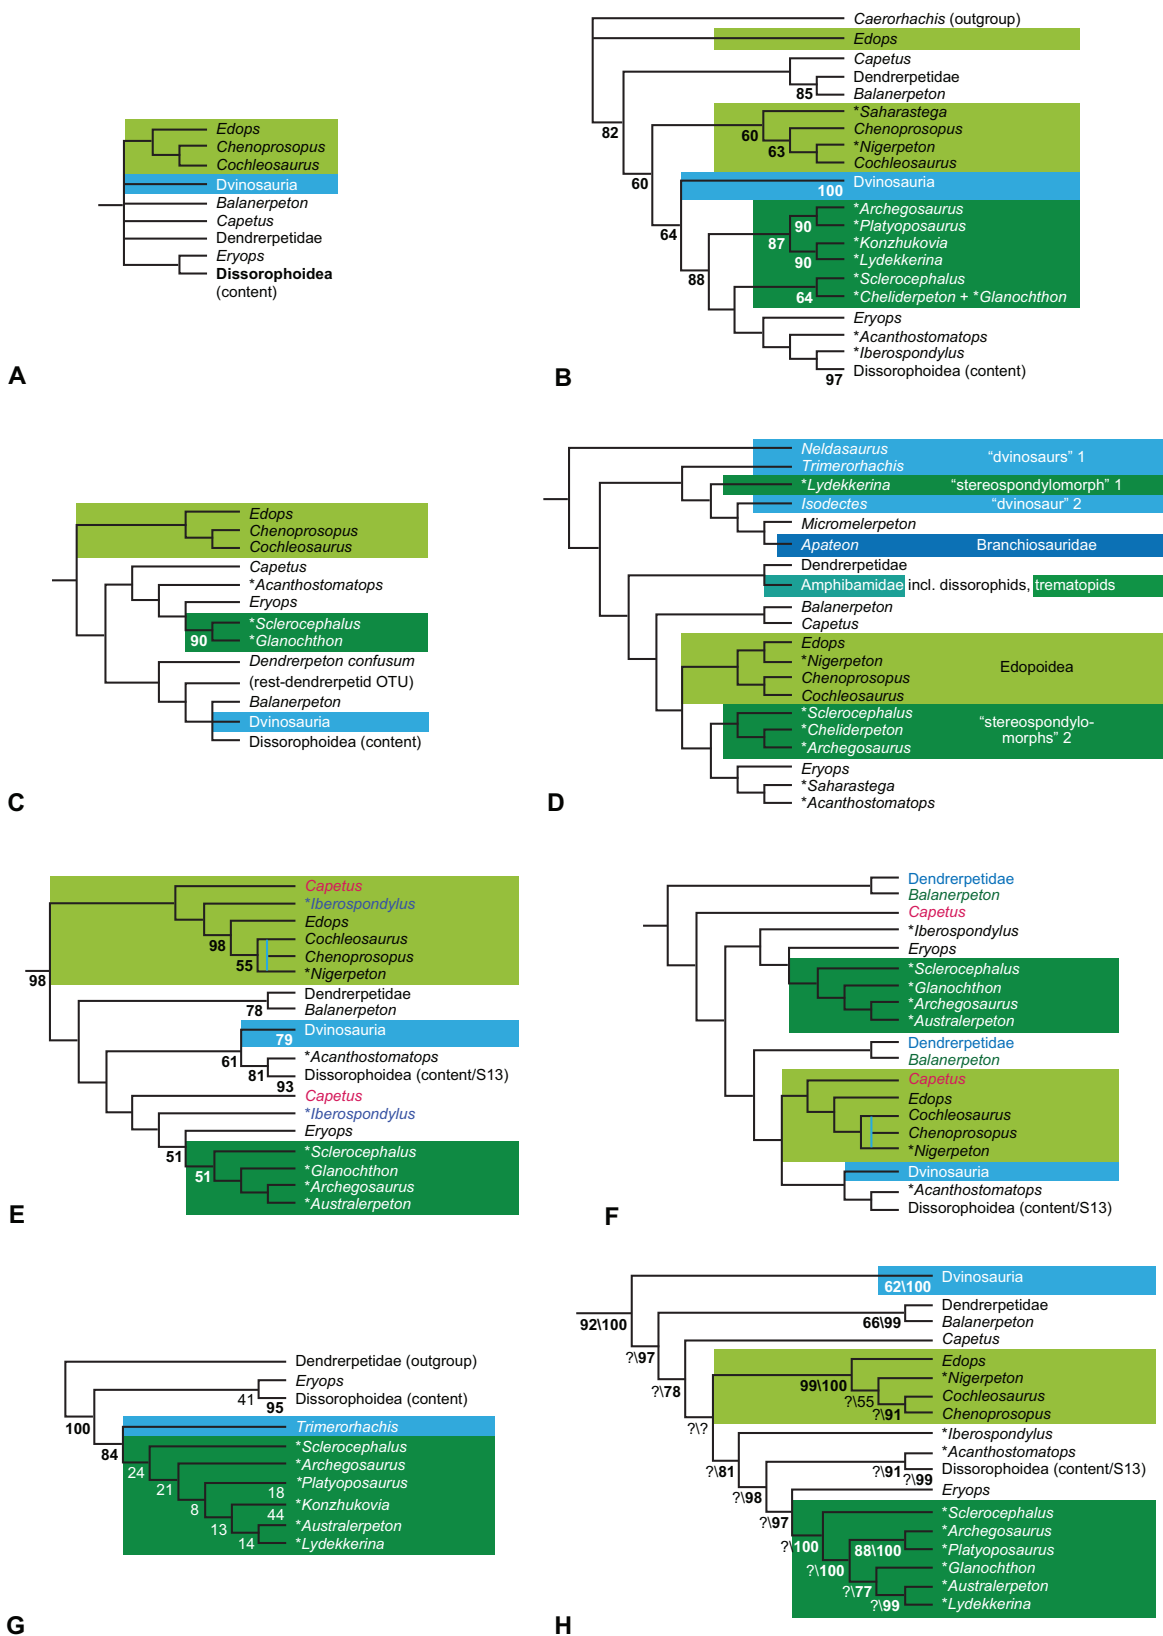 Edops
Chenoprosopus
Cochleosaurus
Dvinosauria
Balanerpeton
Capetus
Dendrerpetidae
Eryops
Dissorophoidea
(content)
A
Caerorhachis (outgroup)
Edops
Capetus
Dendrerpetidae
85 Balanerpeton
*Saharastega
82 60 Chenoprosopus
63 *Nigerpeton
Cochleosaurus
60 Dvinosauria
100
*Archegosaurus
90 *Platyoposaurus
64 87 *Konzhukovia
90 *Lydekkerina
88 *Sclerocephalus
64 *Cheliderpeton + *Glanochthon
Eryops
*Acanthostomatops
*Iberospondylus
97 Dissorophoidea (content)
B
Edops
Chenoprosopus
Cochleosaurus
Capetus
*Acanthostomatops
Eryops
*Sclerocephalus
90 *Glanochthon
Dendrerpeton confusum
(rest-dendrerpetid OTU)
Balanerpeton
Dvinosauria
Dissorophoidea (content)
C
Neldasaurus
"dvinosaurs" 1
Trimerorhachis
*Lydekkerina "stereospondylomorph" 1
Isodectes "dvinosaur" 2
Micromelerpeton
Apateon Branchiosauridae
Dendrerpetidae
Amphibamidae incl. dissorophids, trematopids
Balanerpeton
Capetus
Edops
*Nigerpeton Edopoidea
Chenoprosopus
Cochleosaurus
*Sclerocephalus
*Cheliderpeton "stereospondylo-
morphs" 2
*Archegosaurus
Eryops
*Saharastega
*Acanthostomatops
D
Capetus
*Iberospondylus
Edops
98 Cochleosaurus
55 Chenoprosopus
98 *Nigerpeton
Dendrerpetidae
78 Balanerpeton
Dvinosauria
79
61 *Acanthostomatops
81 Dissorophoidea (content/S13)
93
Capetus
*Iberospondylus
Eryops
51 *Sclerocephalus
51 *Glanochthon
*Archegosaurus
*Australerpeton
E
Dendrerpetidae
Balanerpeton
Capetus
*Iberospondylus
Eryops
*Sclerocephalus
*Glanochthon
*Archegosaurus
*Australerpeton
Dendrerpetidae
Balanerpeton
Capetus
Edops
Cochleosaurus
Chenoprosopus
*Nigerpeton
Dvinosauria
*Acanthostomatops
Dissorophoidea (content/S13)
F
Dendrerpetidae (outgroup)
Eryops
41 Dissorophoidea (content)
95
100 Trimerorhachis
84 *Sclerocephalus
24 *Archegosaurus
21 *Platyoposaurus
18
8 *Konzhukovia
44
13 *Australerpeton
14 *Lydekkerina
G
Dvinosauria
62\100
92\100 Dendrerpetidae
66\99 Balanerpeton
?\97 Capetus
?\78 Edops
99\100 *Nigerpeton
?\55 Cochleosaurus
?\91 Chenoprosopus
?\?
*Iberospondylus
?\81 *Acanthostomatops
?\91 Dissorophoidea (content/S13)
?\99
?\98 Eryops
?\97 *Sclerocephalus
?\100 *Archegosaurus
88\100 *Platyoposaurus
?\100 *Glanochthon
?\77 *Australerpeton
?\99 *Lydekkerina
H